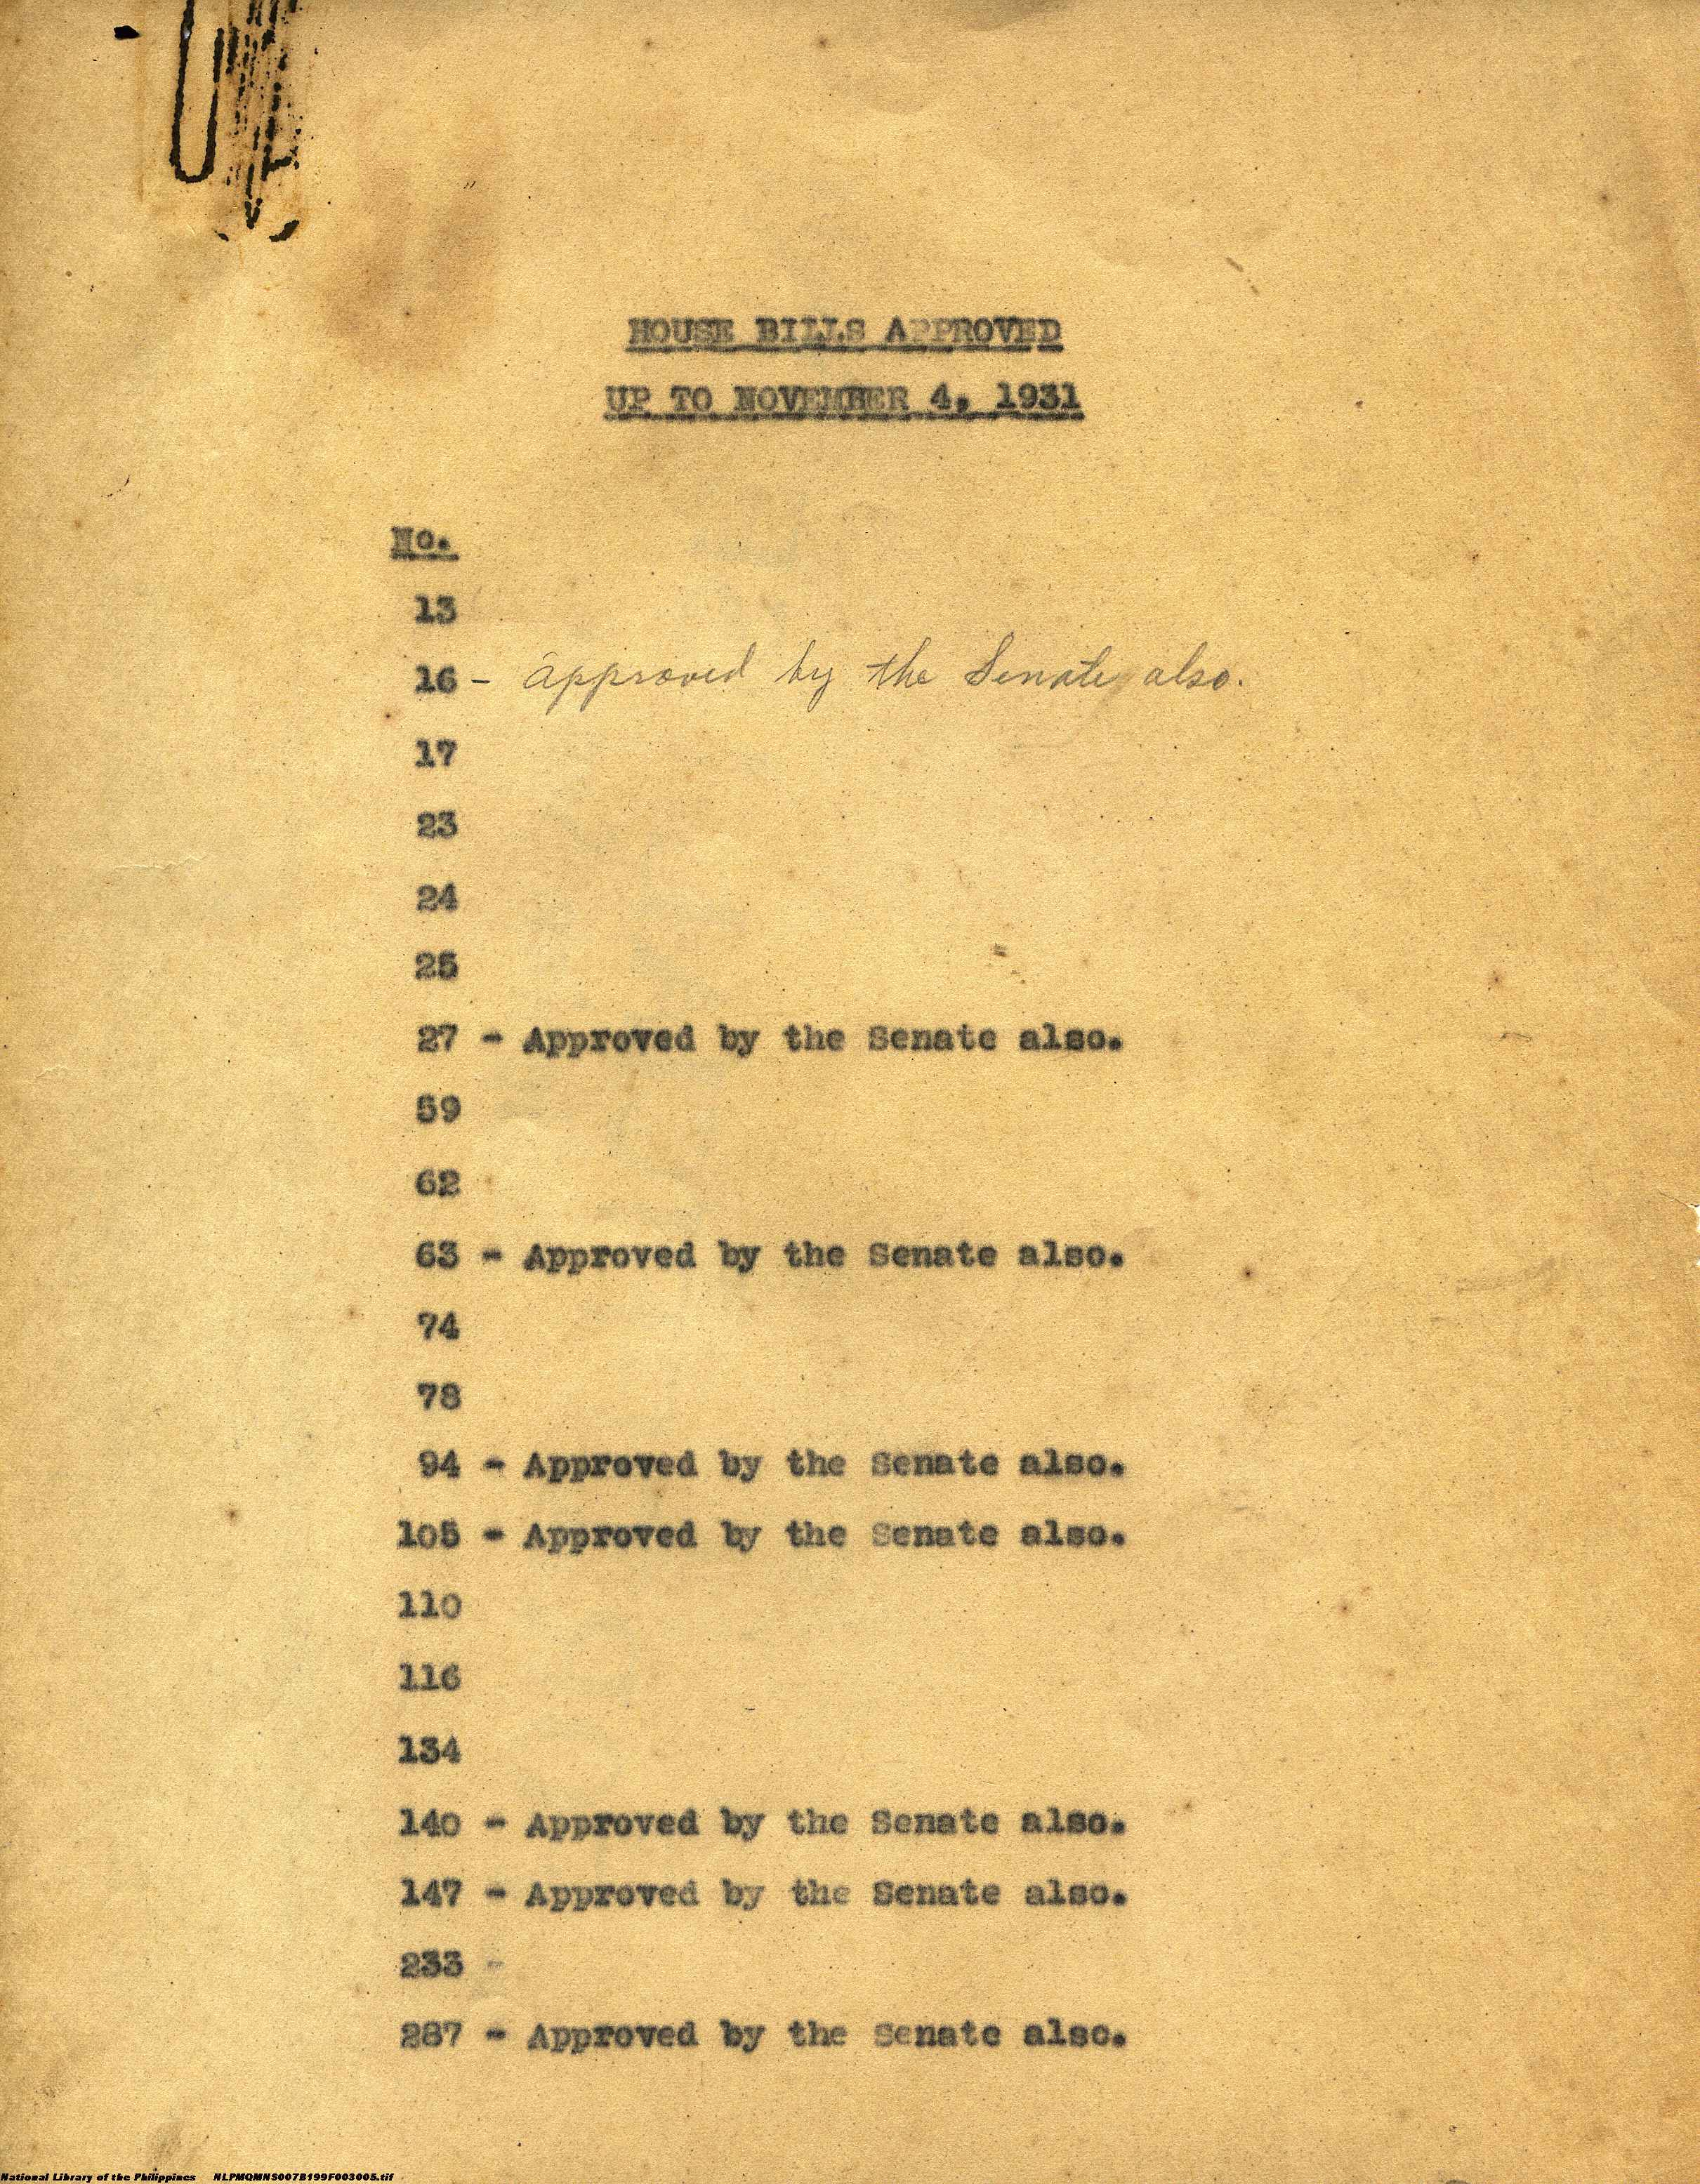 HOUSE BILLS APPROVED
UP TO NOVEMBER 4, 1931
No.
13
16 - approved by the Senate also.
17
23
24
25
27 - Approved by the Senate also.
59
62
63 - Approved by the Senate also.
74
78
94 - Approved by the Senate also.
105 - Approved by the Senate also.
110
116
134
140 - Approved by the Senate also.
147 - Approved by the Senate also.
233 -
287 - Approved by the Senate also.
National Library of the Philippines NLPMQMNS007B199F003005.tif